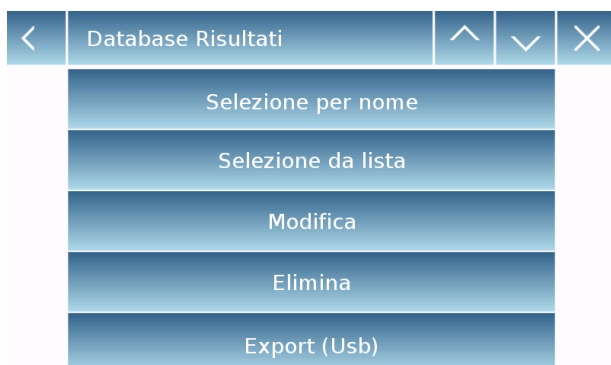 Database Risultati
Selezione per nome
Selezione da lista
Modifica
Elimina
Export (Usb)